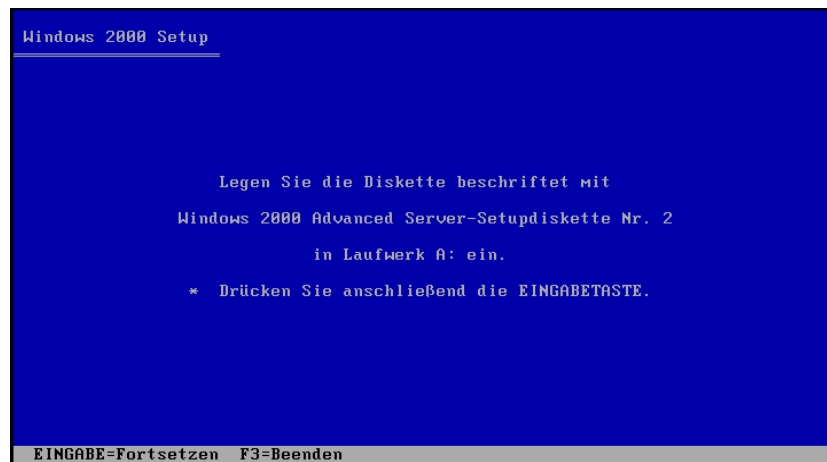 Windows 2000 Setup
Legen Sie die Diskette beschriftet mit
Windows 2000 Advanced Server-Setupdiskette Nr. 2
in Laufwerk A: ein.
* Drücken Sie anschließend die EINGABETASTE.
EINGABE=Fortsetzen F3=Beenden